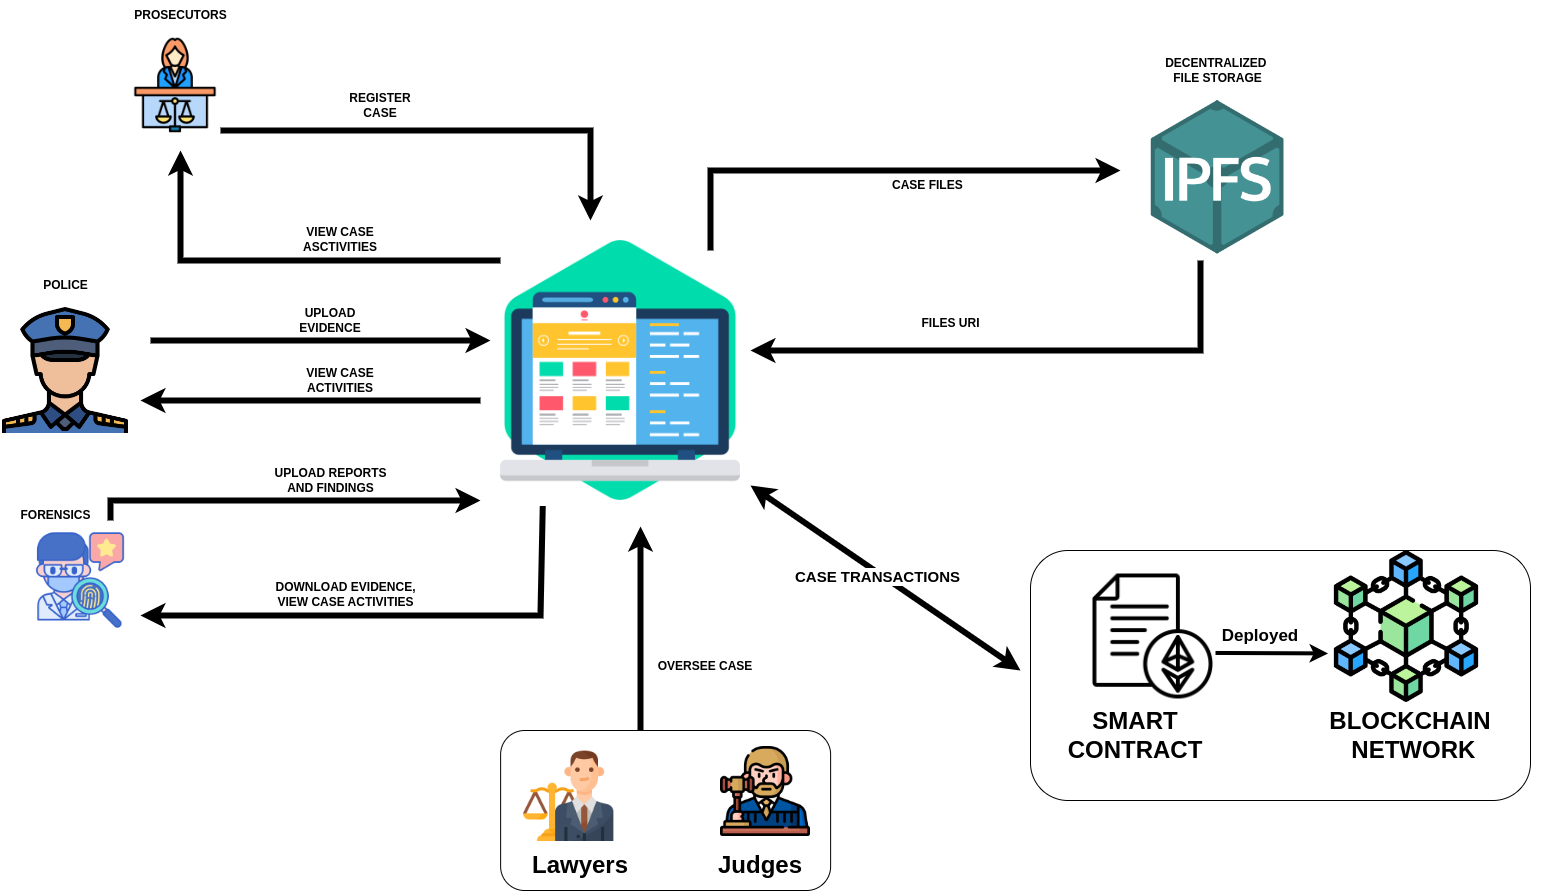 PROSECUTORS
REGISTER
CASE
DECENTRALIZED
FILE STORAGE
IPFS
CASE FILES
VIEW CASE
ASCTIVITIES
POLICE
UPLOAD
EVIDENCE
FILES URI
VIEW CASE
ACTIVITIES
UPLOAD REPORTS
AND FINDINGS
FORENSICS
CASE TRANSACTIONS
DOWNLOAD EVIDENCE,
VIEW CASE ACTIVITIES
Deployed
OVERSEE CASE
SMART
CONTRACT
BLOCKCHAIN
NETWORK
Lawyers
Judges